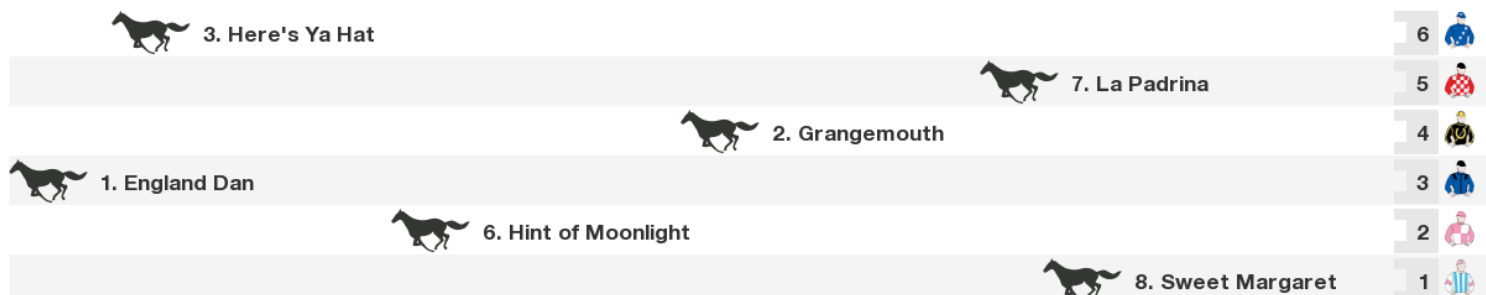 3. Here's Ya Hat 6
7. La Padrina 5
2. Grangemouth 4
1. England Dan 3
6. Hint of Moonlight 2
8. Sweet Margaret 1